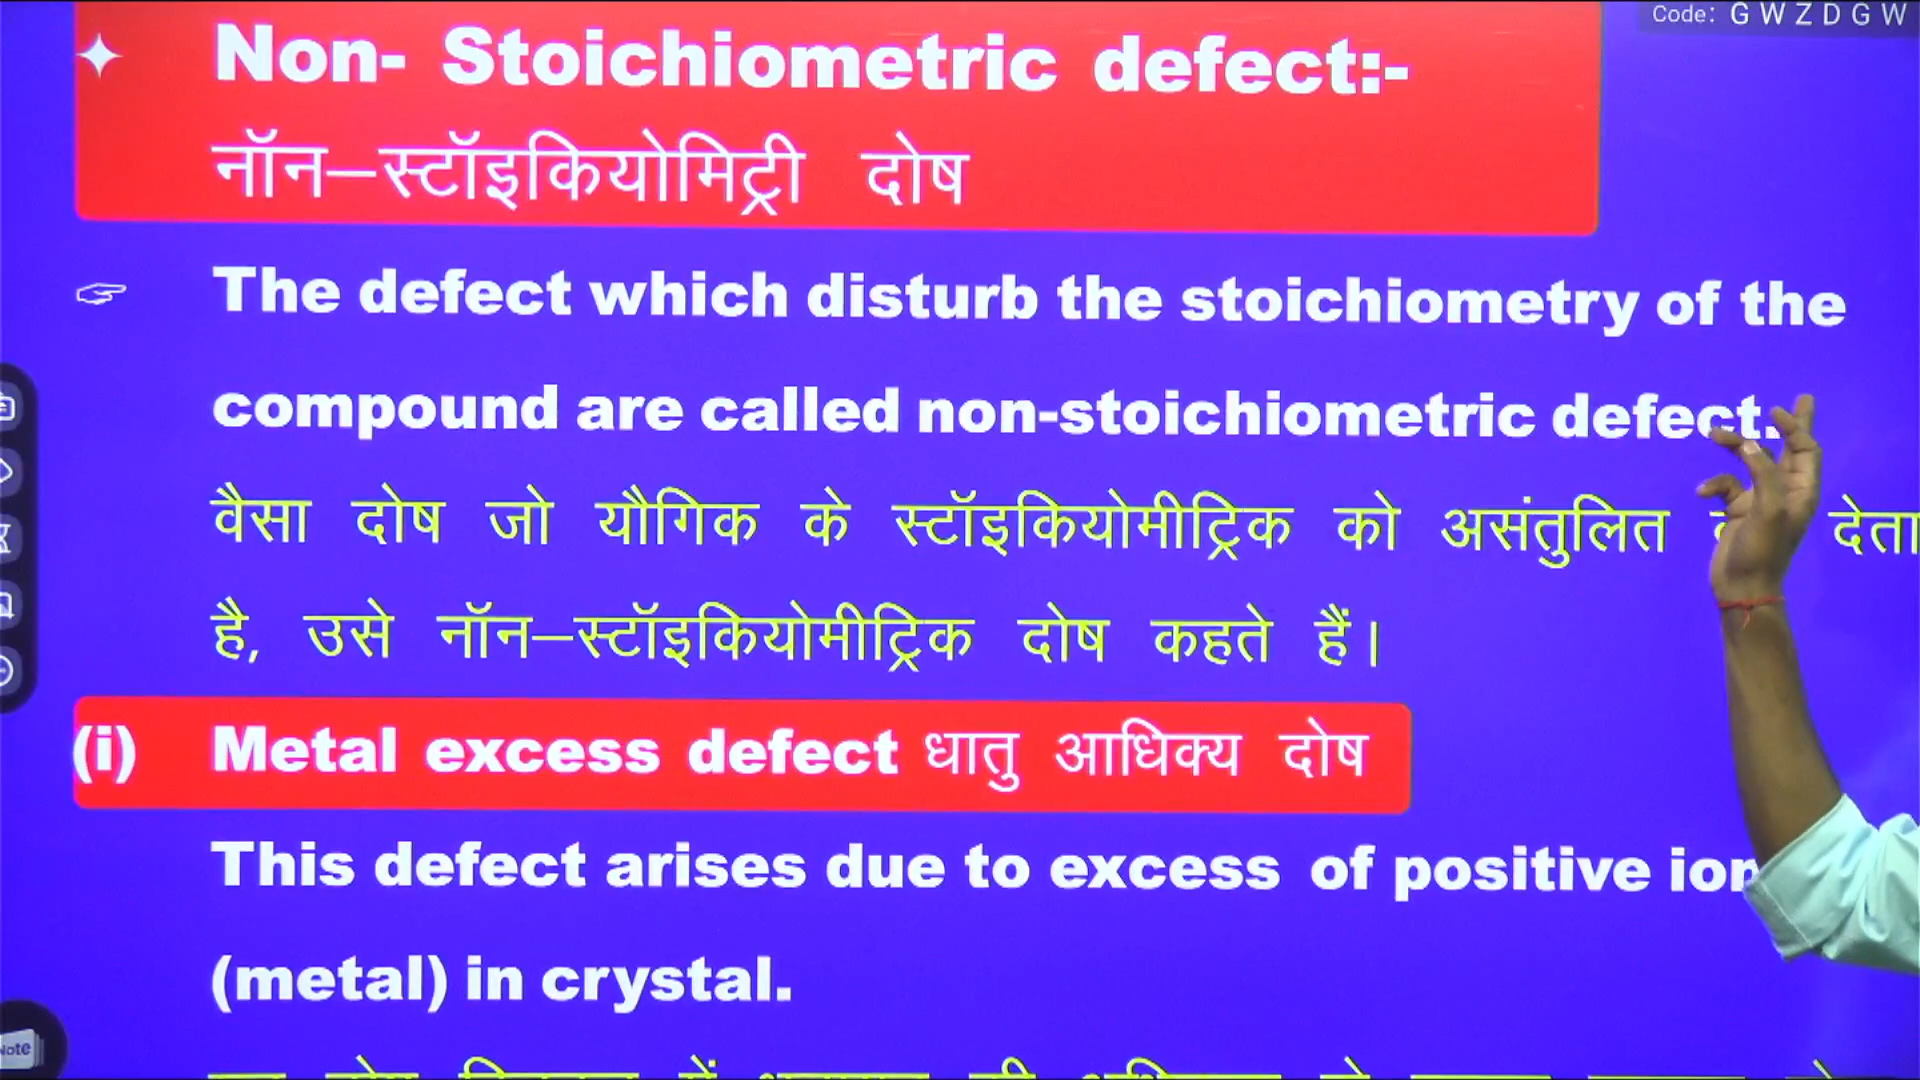 Code: G W Z D G W
Non- Stoichiometric defect:-
नॉन–स्टॉइकियोमिट्री दोष
The defect which disturb the stoichiometry of the
compound are called non-stoichiometric defect.
वैसा दोष जो यौगिक के स्टॉइकियोमीट्रिक को असंतुलित देता
है, उसे नॉन–स्टॉइकियोमीट्रिक दोष कहते हैं।
(i) Metal excess defect धातु आधिक्य दोष
This defect arises due to excess of positive ion
(metal) in crystal.
Note